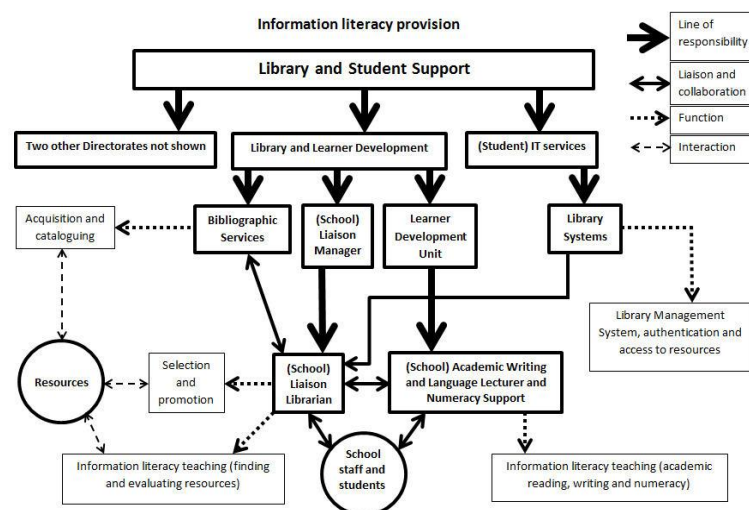 Information literacy provision
Line of
responsibility
Library and Student Support
Liaison and
collaboration
Function
Interaction
Two other Directorates not shown
Library and Learner Development
(Student) IT services
Acquisition and
cataloguing
Bibliographic
Services
(School)
Liaison
Manager
Learner
Development
Unit
Library
Systems
Library Management
System, authentication and
access to resources
Resources
Selection
and
promotion
(School)
Liaison
Librarian
(School) Academic Writing
and Language Lecturer and
Numeracy Support
School
staff and
students
Information literacy teaching (finding
and evaluating resources)
Information literacy teaching (academic
reading, writing and numeracy)